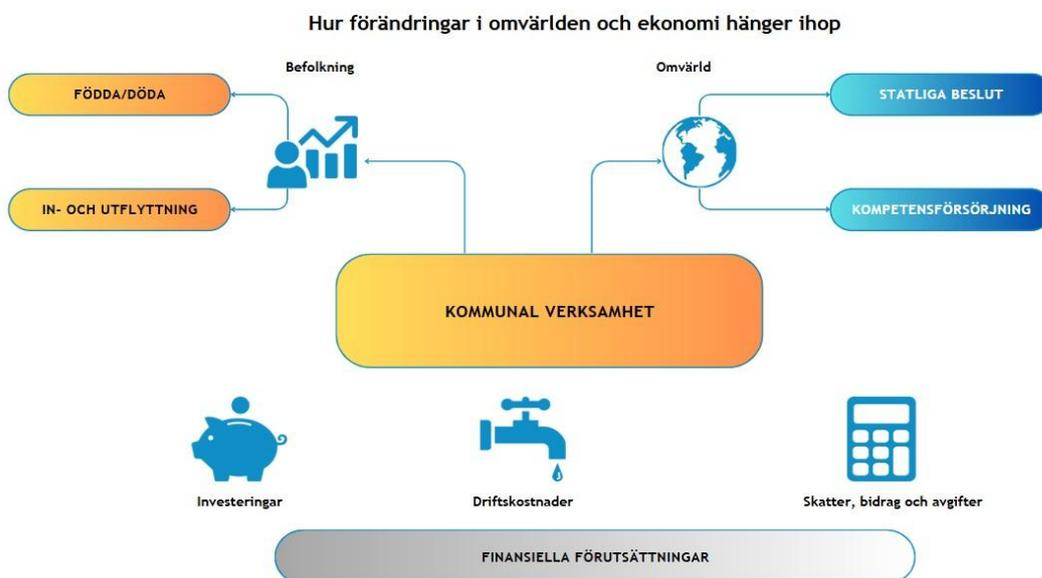 Hur förändringar i omvärlden och ekonomi hänger ihop
Befolkning
Omvärld
FÖDDA/DÖDA
STATLIGA BESLUT
IN- OCH UTFLYTTNING
KOMPETENSFÖRSÖRJNING
KOMMUNAL VERKSAMHET
Investeringar
Driftskostnader
Skatter, bidrag och avgifter
FINANSIELLA FÖRUTSÄTTNINGAR